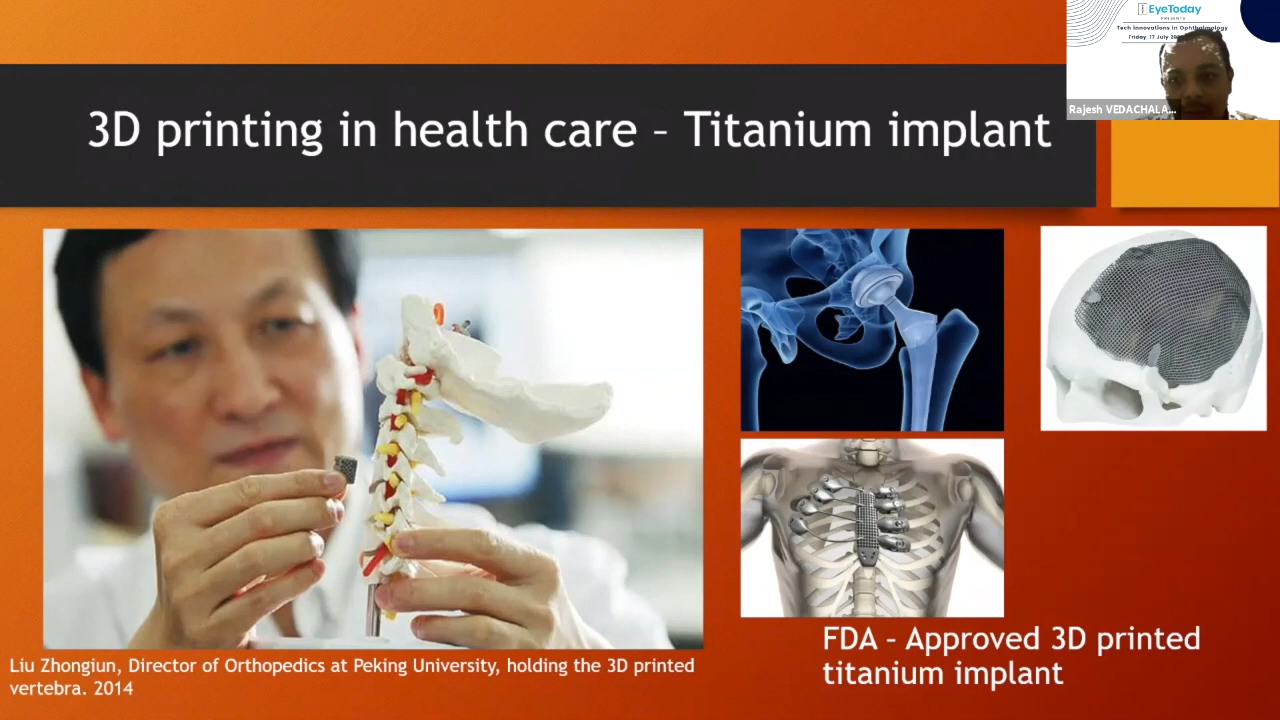 EyeToday
PRESENTS
Tech Innovations in Ophthalmology
Friday, 17 July
Rajesh VEDACHALA...
3D printing in health care – Titanium implant
Liu Zhongiun, Director of Orthopedics at Peking University, holding the 3D printed
vertebra. 2014
FDA – Approved 3D printed
titanium implant